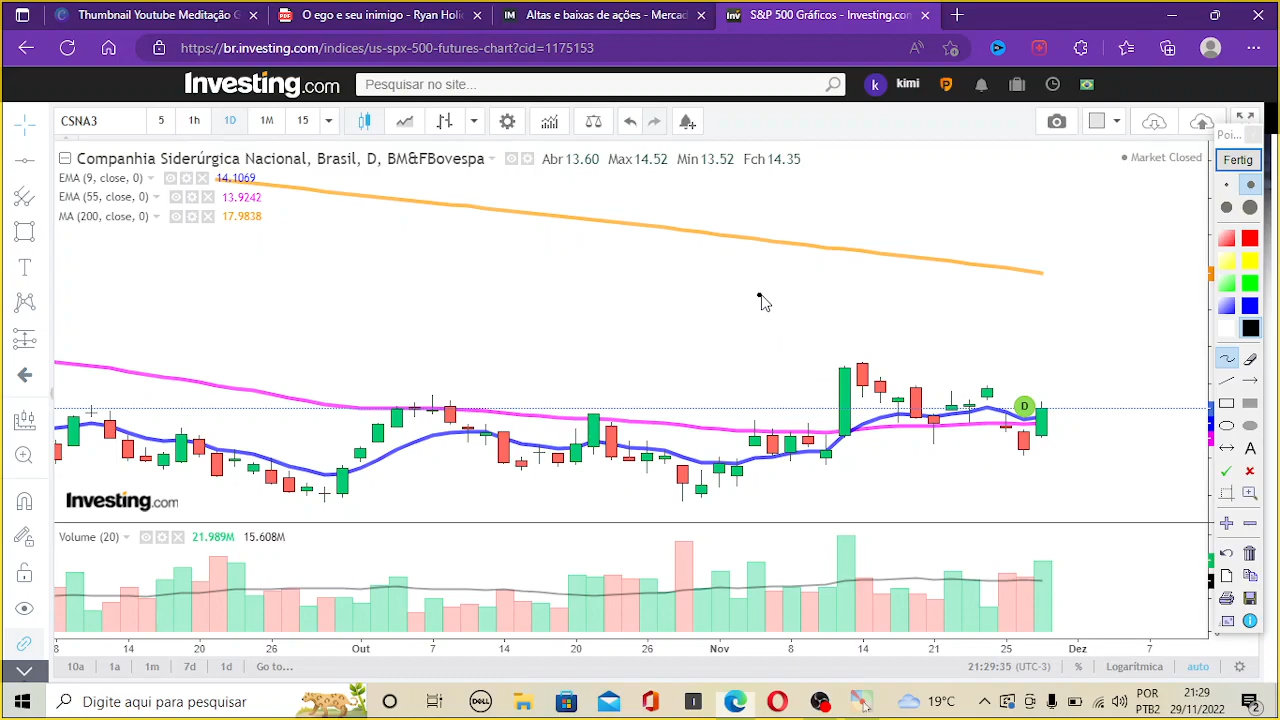 Thumbnail Youtube Meditação G
O ego e seu inimigo - Ryan Holid
Altas e baixas de ações - Mercad
S&P 500 Gráficos - Investing.con
https://br.investing.com/indices/us-spx-500-futures-chart?cid=1175153
Investing.com
Pesquisar no site...
k
kimi
CSNA3
5
1h
1D
1M
15
Poi...
Companhia Siderúrgica Nacional, Brasil, D, BM&FBovespa
Abr 13.60 Max 14.52 Min 13.52 Fch 14.35
Market Closed
Fertig
EMA (9, close, 0)
14.1069
EMA (55, close, 0)
13.9242
MA (200, close, 0)
17.9838
D
Investing.com
Volume (20)
21.989M
15.608M
8 14 20 26 Out 7 14 20 26 Nov 8 14 21 25 Dez 7
10a 1a 1m 7d 1d Go to...
21:29:35 (UTC-3) % Logarítmica auto
Digite aqui para pesquisar
DELL
19°C
POR
PTB2
21:29
29/11/2022
2